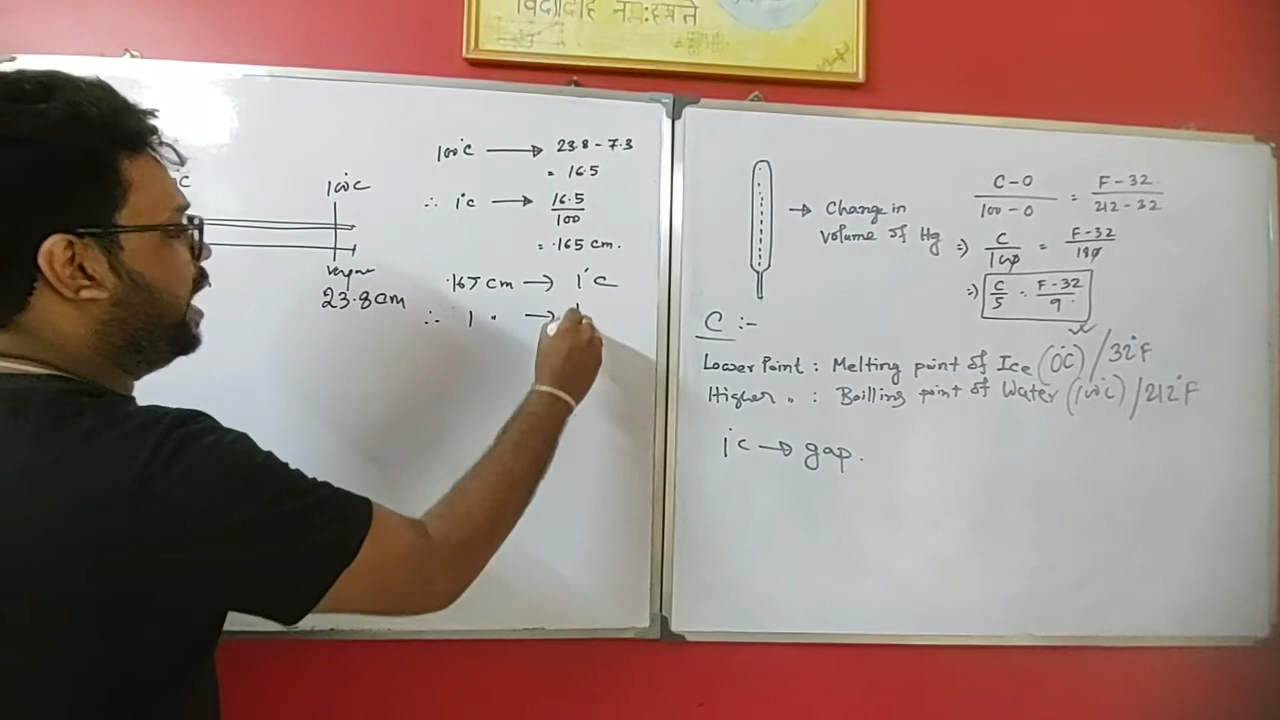 विद्यांदेहि नमःस्त्रते
C
100°C
23.8cm
100°C → 23.8 - 7.3
= 16.5
∴ 1°C → 16.5/100
= .165 cm.
.165 cm → 1°C
∴ 1 " → 1
→ Change in
volume of Hg
C-0/100-0 = F-32/212-32
⇒ C/100 = F-32/180
⇒ C/5 = F-32/9
C :-
Lower Point : Melting point of Ice (0°C) / 32°F
Higher " : Boilling point of Water (100°C) / 212°F
1°C → gap.